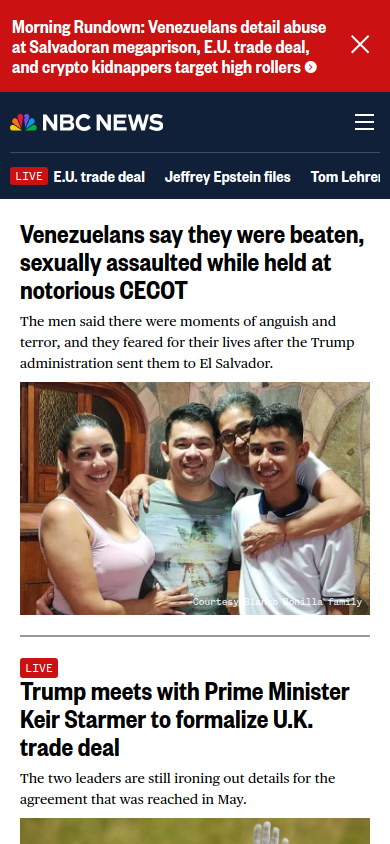 Morning Rundown: Venezuelans detail abuse
at Salvadoran megaprison, E.U. trade deal,
and crypto kidnappers target high rollers
NBC NEWS
LIVE E.U. trade deal Jeffrey Epstein files Tom Lehrer
Venezuelans say they were beaten,
sexually assaulted while held at
notorious CECOT
The men said there were moments of anguish and
terror, and they feared for their lives after the Trump
administration sent them to El Salvador.
Courtesy Blanco Bonilla family
LIVE
Trump meets with Prime Minister
Keir Starmer to formalize U.K.
trade deal
The two leaders are still ironing out details for the
agreement that was reached in May.